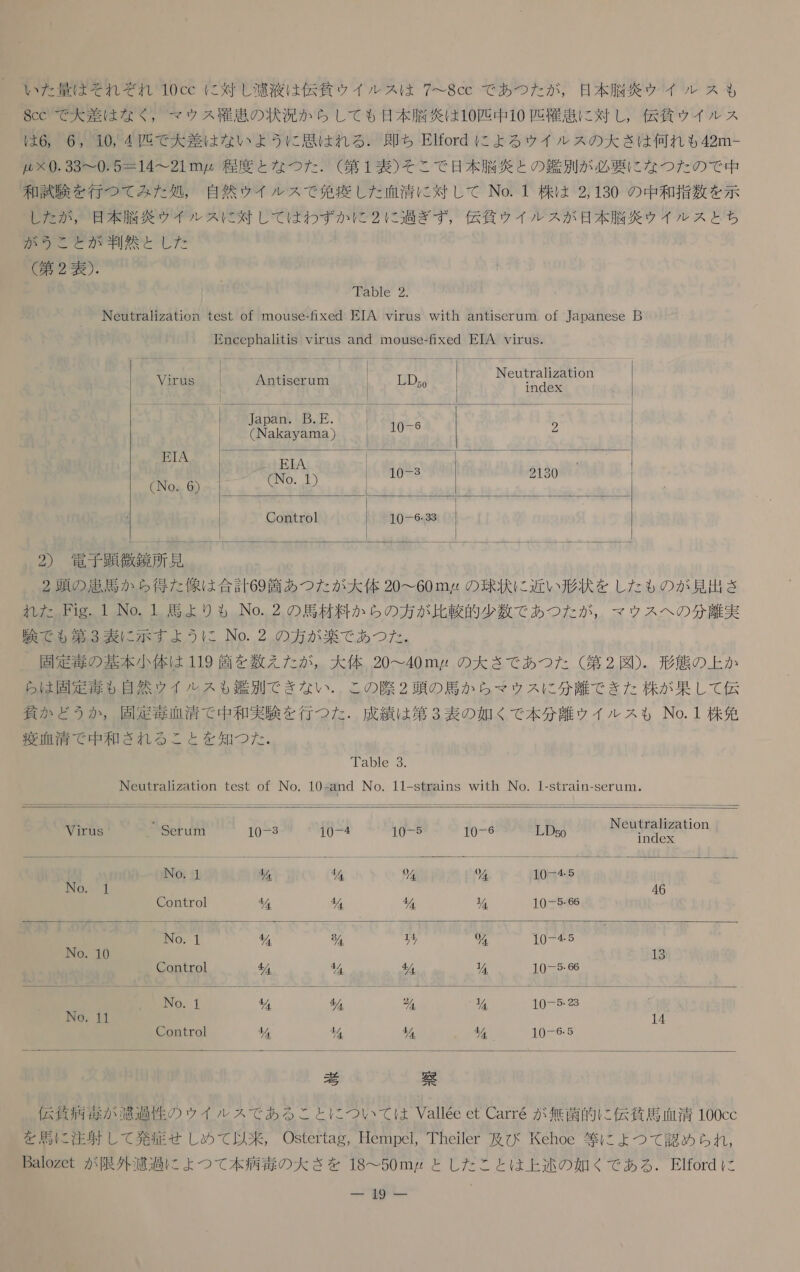 いた量はそれぞれ 10cc に対し濾液は伝貧ウイルスは 7~8cc であつたが，日本脳炎ウイルスも
8cc で大差はなく，マウス罹患の状況からしても日本脳炎は10匹中10匹罹患に対し，伝貧ウイルス
は6, 6, 10, 4匹で大差はないように思はれる．即ち Elford によるウイルスの大さは何れも42m-
μ×0.33~0.5=14~21mμ 程度となつた．（第1表）そこで日本脳炎との鑑別が必要になつたので中
和試験を行つてみた処，自然ウイルスで免疫した血清に対して No. 1 株は 2,130 の中和指数を示
したが，日本脳炎ウイルスに対してはわずかに2に過ぎず，伝貧ウイルスが日本脳炎ウイルスとち
がうことが判然とした
（第2表）.
Table 2.
Neutralization test of mouse-fixed EIA virus with antiserum of Japanese B
Encephalitis virus and mouse-fixed EIA virus.
Virus Antiserum LD50 Neutralization index
EIA (No. 6) Japan. B.E. (Nakayama) 10-6 2
EIA (No. 1) 10-3 2130
Control 10-6.33
2) 電子顕微鏡所見
2頭の患馬から得た像は合計69箇あつたが大体 20~60mμ の球状に近い形状をしたものが見出さ
れた Fig. 1 No. 1 馬よりも No. 2 の馬材料からの方が比較的少数であつたが，マウスへの分離実
験でも第3表に示すように No. 2 の方が楽であつた．
固定毒の基本小体は 119 箇を数えたが，大体 20~40mμ の大さであつた（第2図）．形態の上か
らは固定毒も自然ウイルスも鑑別できない．この際2頭の馬からマウスに分離できた株が果して伝
貧かどうか，固定毒血清で中和実験を行つた．成績は第3表の如くで本分離ウイルスも No. 1 株免
疫血清で中和されることを知つた．
Table 3.
Neutralization test of No. 10-and No. 11-strains with No. 1-strain-serum.
Virus Serum 10-3 10-4 10-5 10-6 LD50 Neutralization index
No. 1 No. 1 4/4 4/4 0/4 0/4 10-4.5 46
Control 4/4 4/4 4/4 1/4 10-5.66
No. 10 No. 1 4/4 3/4 0/4 10-4.5 13
Control 4/4 4/4 4/4 1/4 10-5.66
No. 11 No. 1 4/4 4/4 2/4 1/4 10-5.23 14
Control 4/4 4/4 4/4 4/4 10-6.5
考 察
伝貧病毒が濾過性のウイルスであることについては Vallée et Carré が無菌的に伝貧馬血清 100cc
を馬に注射して発症せしめて以来，Ostertag, Hempel, Theiler 及び Kehoe 等によつて認められ，
Balozet が限外濾過によつて本病毒の大さを 18~50mμ としたことは上述の如くである．Elford に
— 19 —